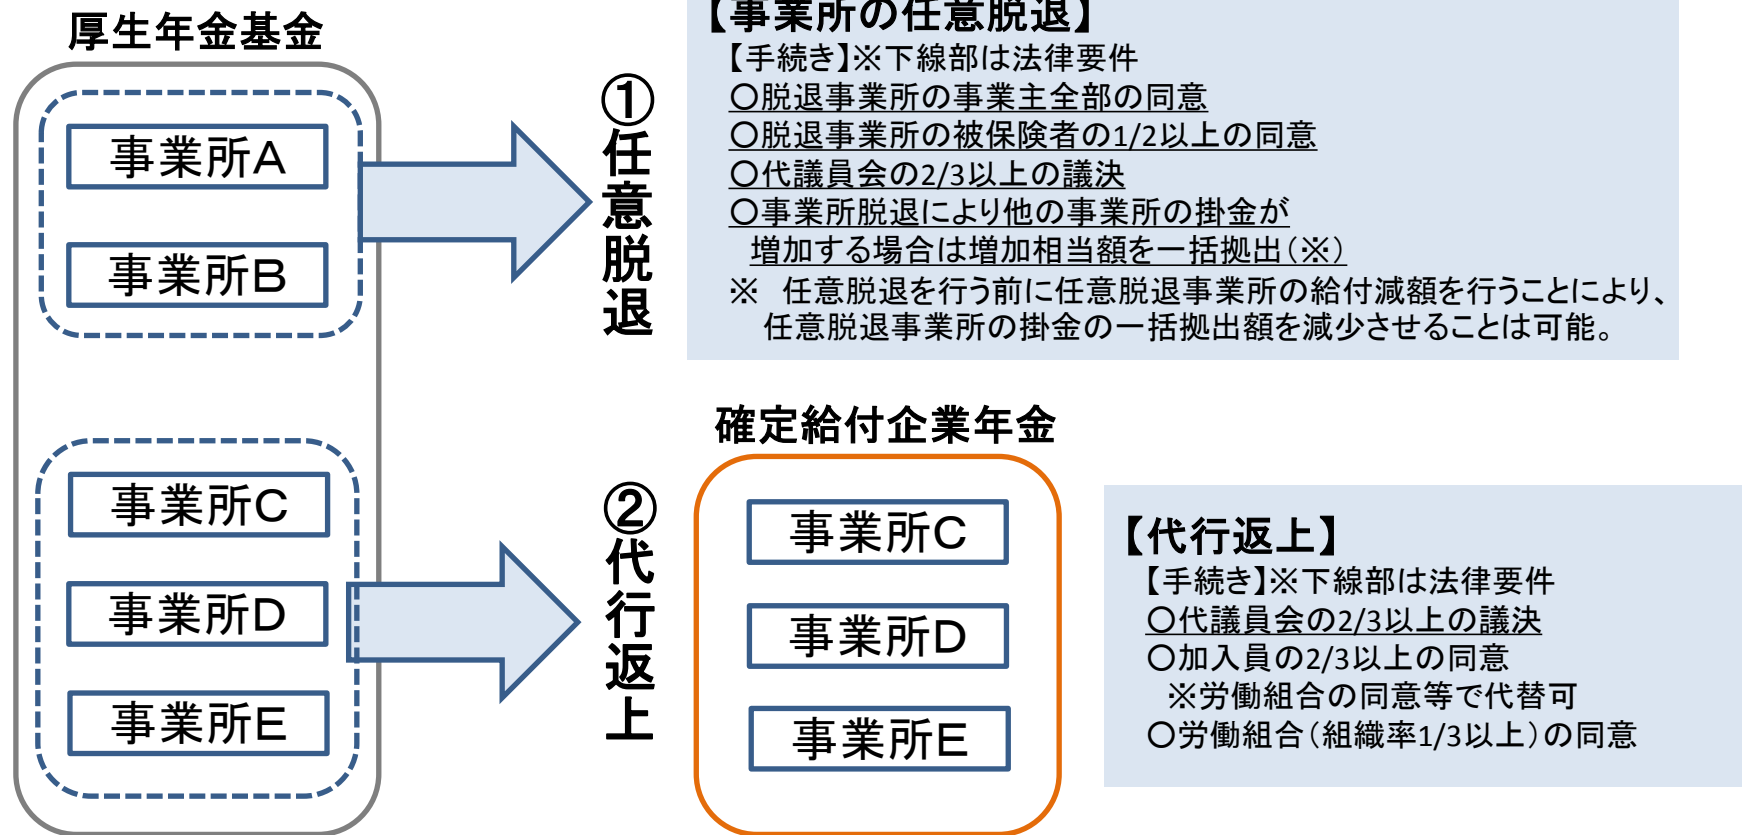 厚生年金基金
事業所A
事業所B
事業所C
事業所D
事業所E
①任意脱退
②代行返上
【事業所の任意脱退】
【手続き】※下線部は法律要件
○脱退事業所の事業主全部の同意
○脱退事業所の被保険者の1/2以上の同意
○代議員会の2/3以上の議決
○事業所脱退により他の事業所の掛金が
増加する場合は増加相当額を一括拠出(※)
※ 任意脱退を行う前に任意脱退事業所の給付減額を行うことにより、
任意脱退事業所の掛金の一括拠出額を減少させることは可能。
確定給付企業年金
事業所C
事業所D
事業所E
【代行返上】
【手続き】※下線部は法律要件
○代議員会の2/3以上の議決
○加入員の2/3以上の同意
※労働組合の同意等で代替可
○労働組合(組織率1/3以上)の同意